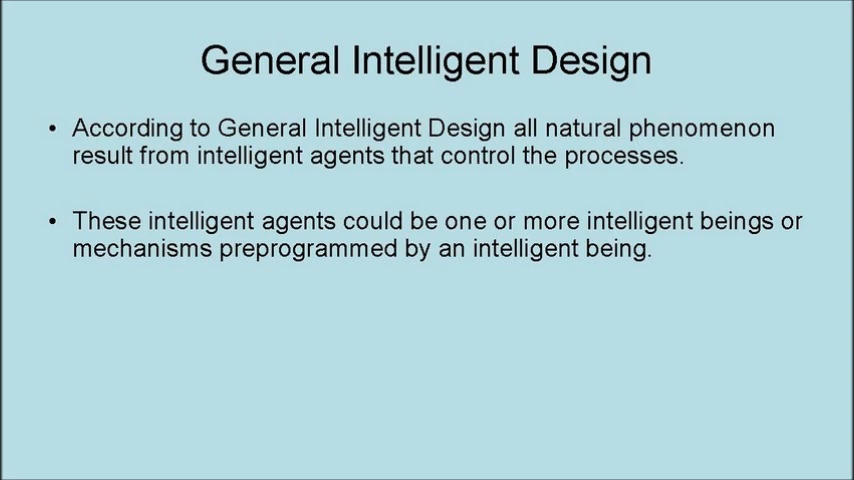 General Intelligent Design
• According to General Intelligent Design all natural phenomenon
result from intelligent agents that control the processes.
• These intelligent agents could be one or more intelligent beings or
mechanisms preprogrammed by an intelligent being.